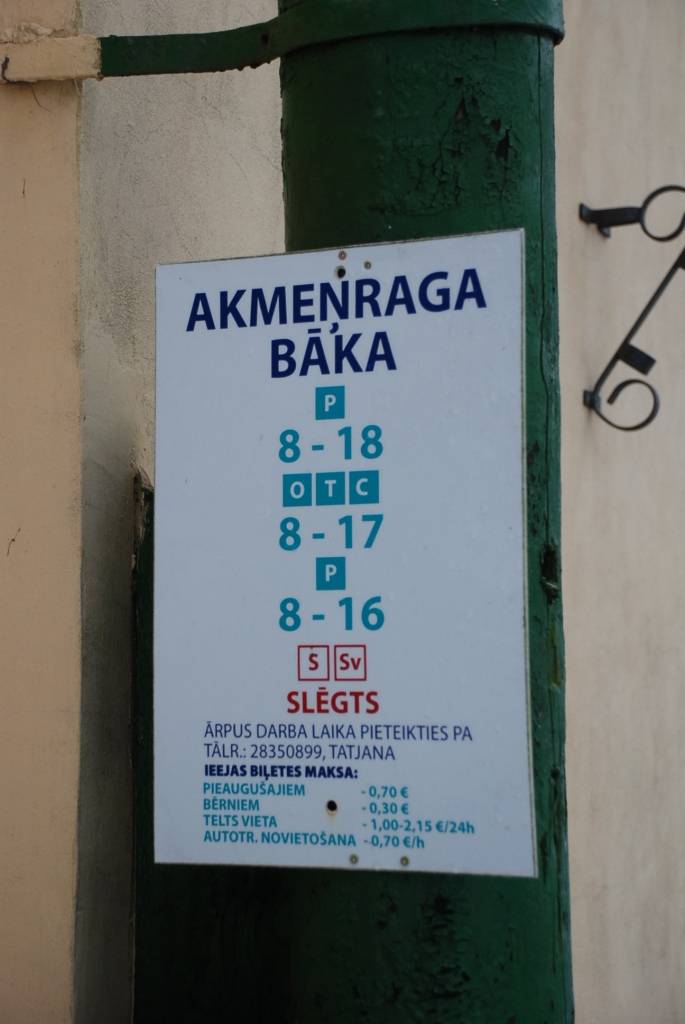 AKMEŅRAGA
BĀKA
P
8 - 18
O T C
8 - 17
P
8 - 16
Š Sv
SLĒGTS
ĀRPUS DARBA LAIKA PIETEIKTIES PA
TĀLR.: 28350899, TATJANA
IEEJAS BIĻETES MAKSA:
PIEAUGUŠAJIEM - 0,70 €
BĒRNIEM - 0,30 €
TELTS VIETA - 1,00-2,15 €/24h
AUTOTR. NOVIETOŠANA - 0,70 €/h